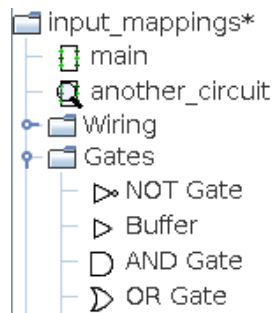 input_mappings*
main
another_circuit
Wiring
Gates
NOT Gate
Buffer
AND Gate
OR Gate